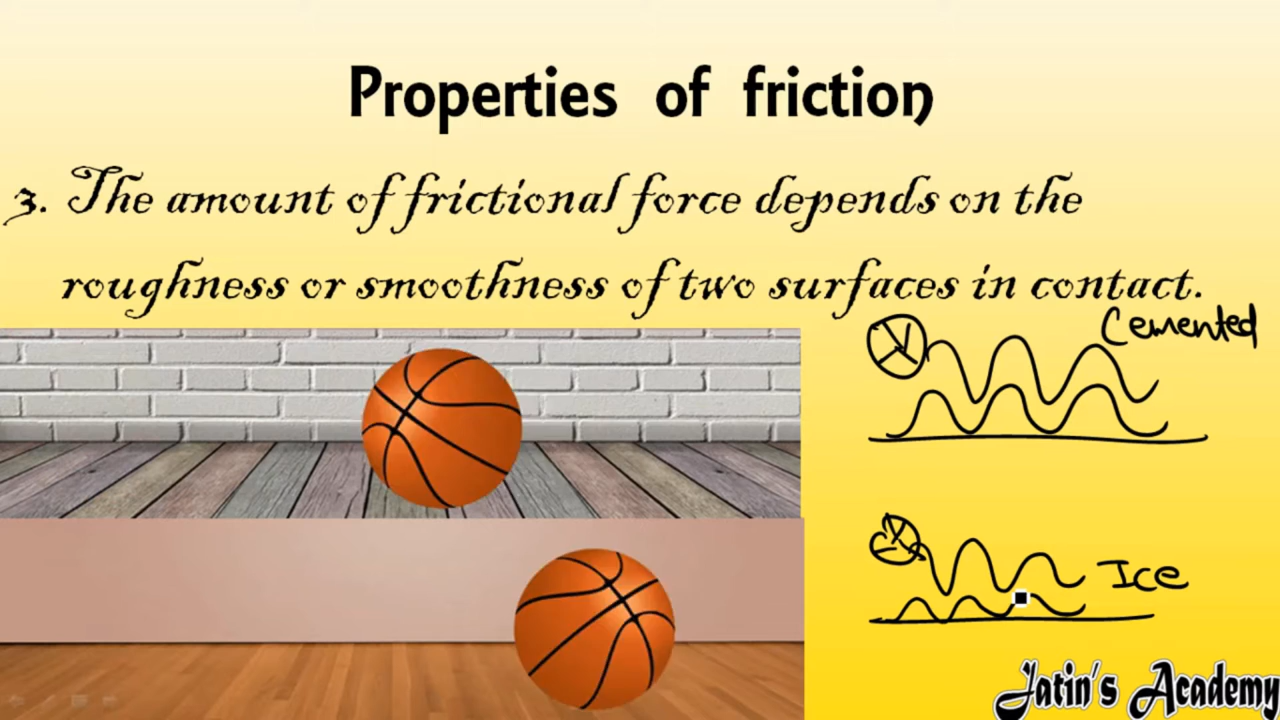 Properties of friction
3. The amount of frictional force depends on the
roughness or smoothness of two surfaces in contact.
Cemented
Ice
Jatin's Academy